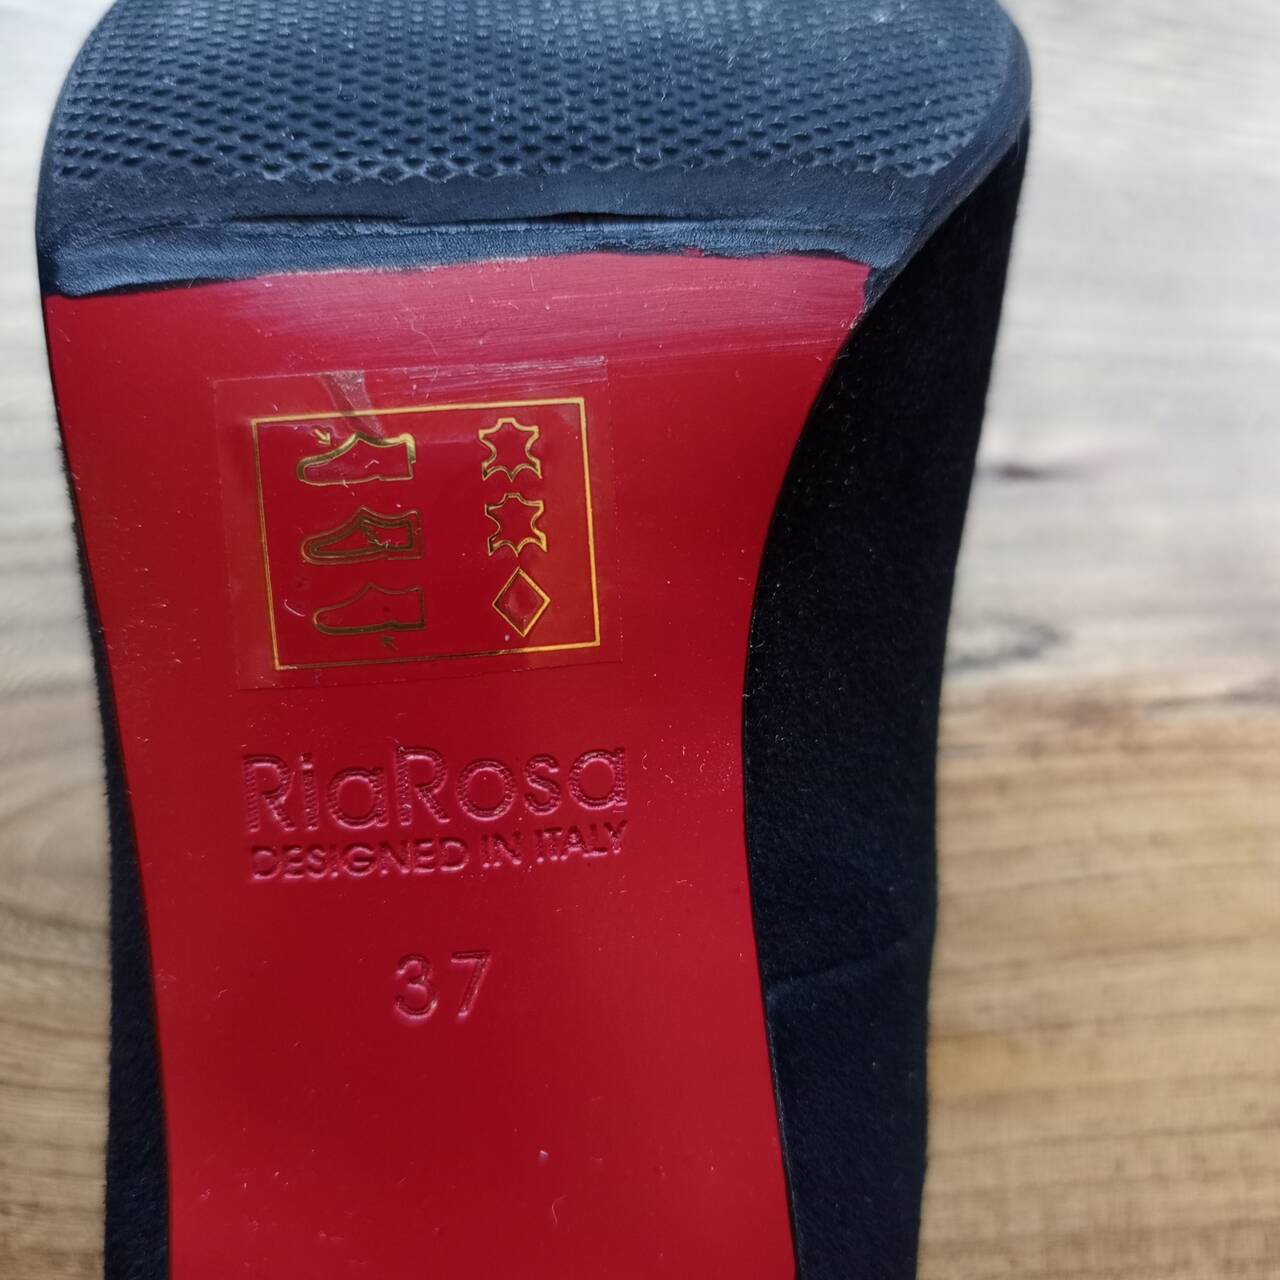 RiaRosa
DESIGNED IN ITALY
37